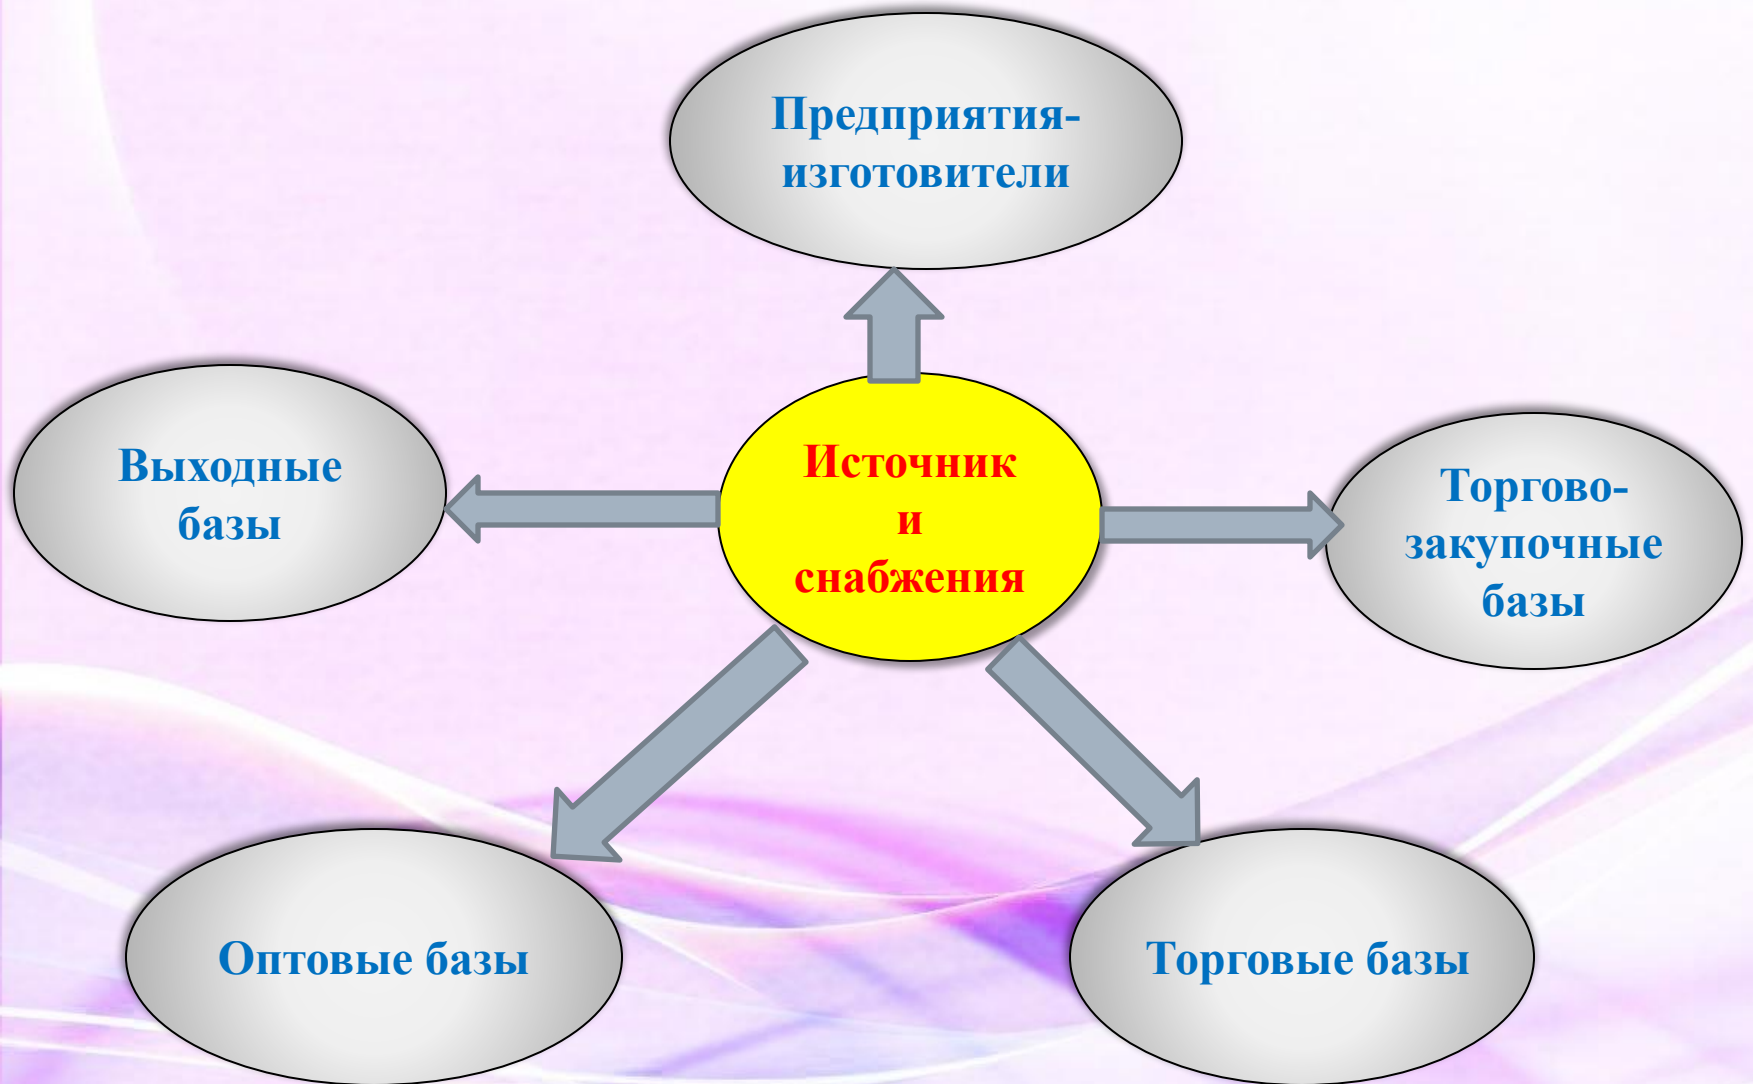 Предприятия-
изготовители
Выходные
базы
Источник
и
снабжения
Торгово-
закупочные
базы
Оптовые базы
Торговые базы